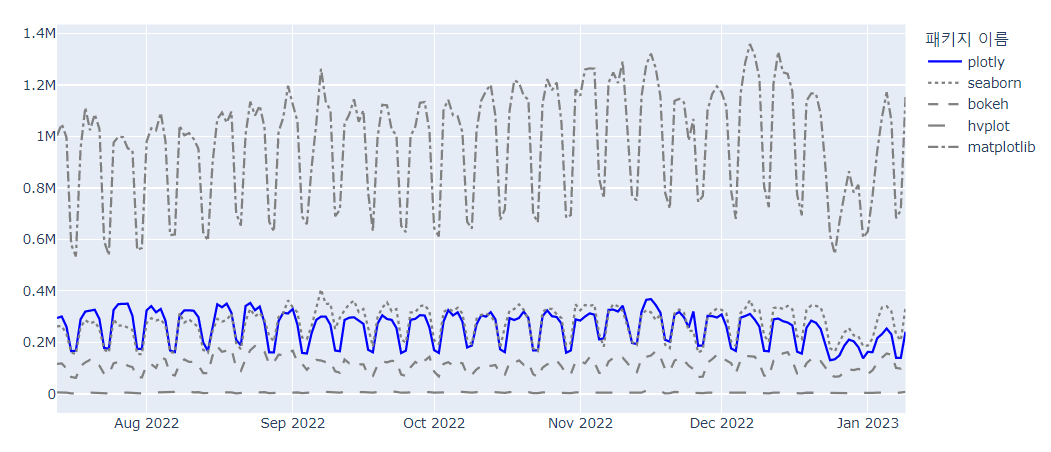 1.4M
1.2M
1M
0.8M
0.6M
0.4M
0.2M
0
Aug 2022
Sep 2022
Oct 2022
Nov 2022
Dec 2022
Jan 2023
패키지 이름
plotly
seaborn
bokeh
hvplot
matplotlib